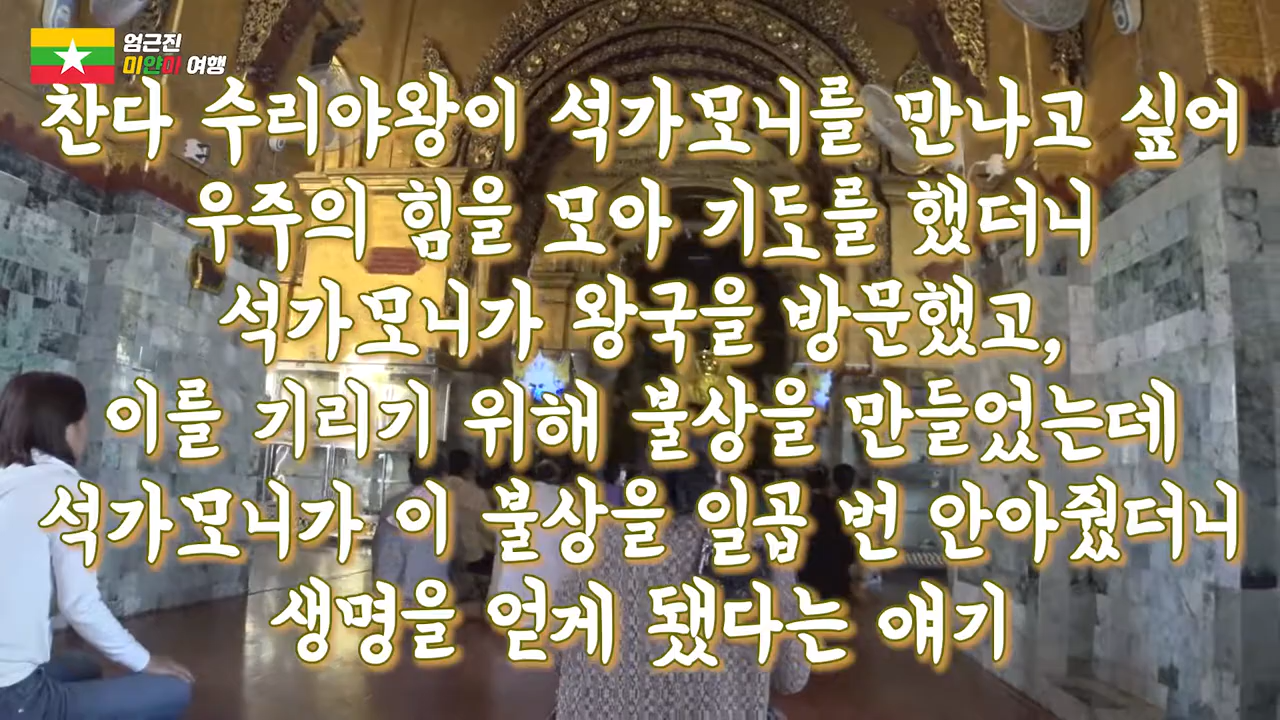 엄근진
미얀마 여행
찬다 수리야왕이 석가모니를 만나고 싶어
우주의 힘을 모아 기도를 했더니
석가모니가 왕국을 방문했고,
이를 기리기 위해 불상을 만들었는데
석가모니가 이 불상을 일곱 번 안아줬더니
생명을 얻게 됐다는 얘기